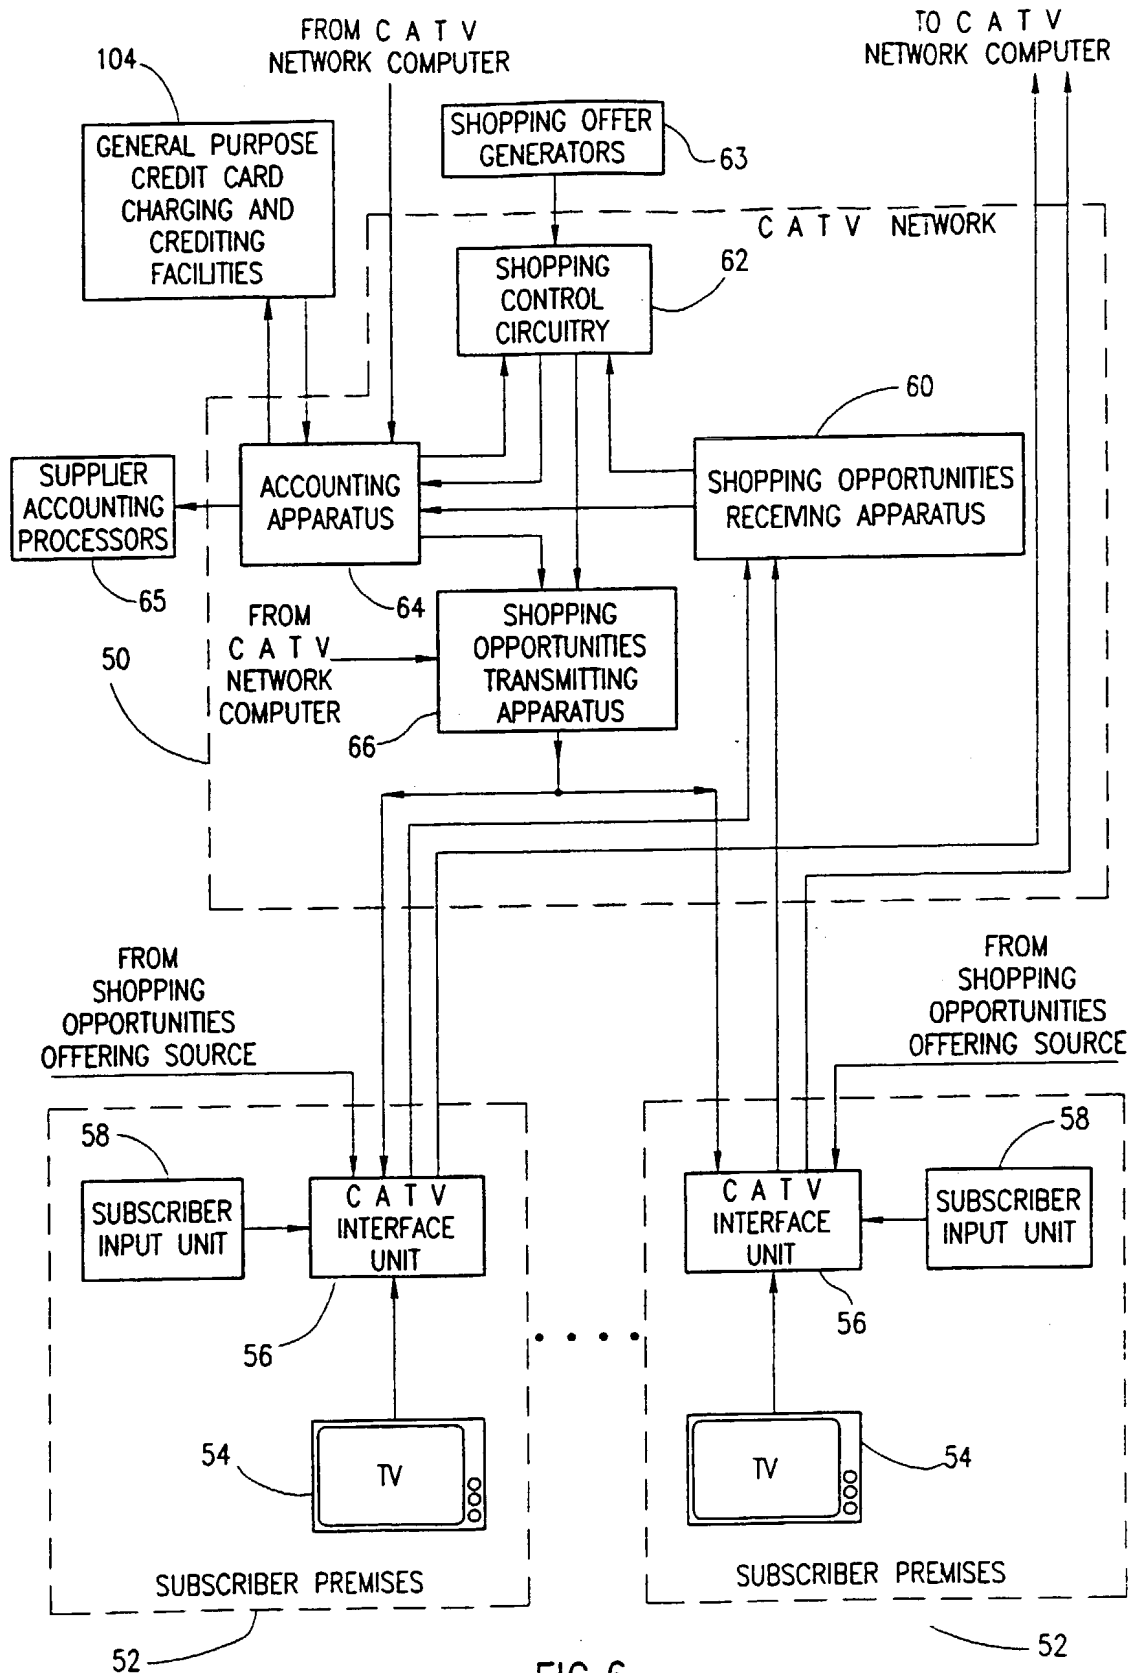 FROM C A T V
NETWORK COMPUTER
TO C A T V
NETWORK COMPUTER
104
GENERAL PURPOSE
CREDIT CARD
CHARGING AND
CREDITING
FACILITIES
SHOPPING OFFER
GENERATORS
63
C A T V NETWORK
SHOPPING
CONTROL
CIRCUITRY
62
60
SUPPLIER
ACCOUNTING
PROCESSORS
65
ACCOUNTING
APPARATUS
64
SHOPPING OPPORTUNITIES
RECEIVING APPARATUS
50
FROM
C A T V
NETWORK
COMPUTER
SHOPPING
OPPORTUNITIES
TRANSMITTING
APPARATUS
66
FROM
SHOPPING
OPPORTUNITIES
OFFERING SOURCE
FROM
SHOPPING
OPPORTUNITIES
OFFERING SOURCE
58
SUBSCRIBER
INPUT UNIT
C A T V
INTERFACE
UNIT
56
C A T V
INTERFACE
UNIT
56
58
SUBSCRIBER
INPUT UNIT
54
TV
TV
54
SUBSCRIBER PREMISES
52
SUBSCRIBER PREMISES
52
FIG. 6